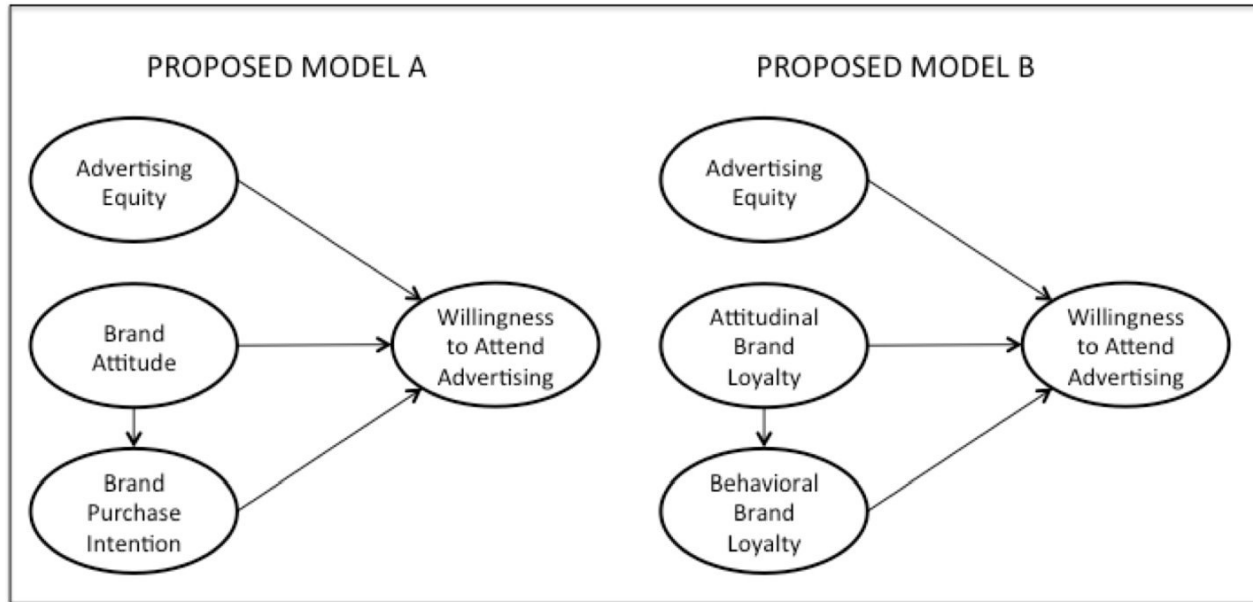 PROPOSED MODEL A
Advertising
Equity
Brand
Attitude
Brand
Purchase
Intention
Willingness
to Attend
Advertising
PROPOSED MODEL B
Advertising
Equity
Attitudinal
Brand
Loyalty
Behavioral
Brand
Loyalty
Willingness
to Attend
Advertising